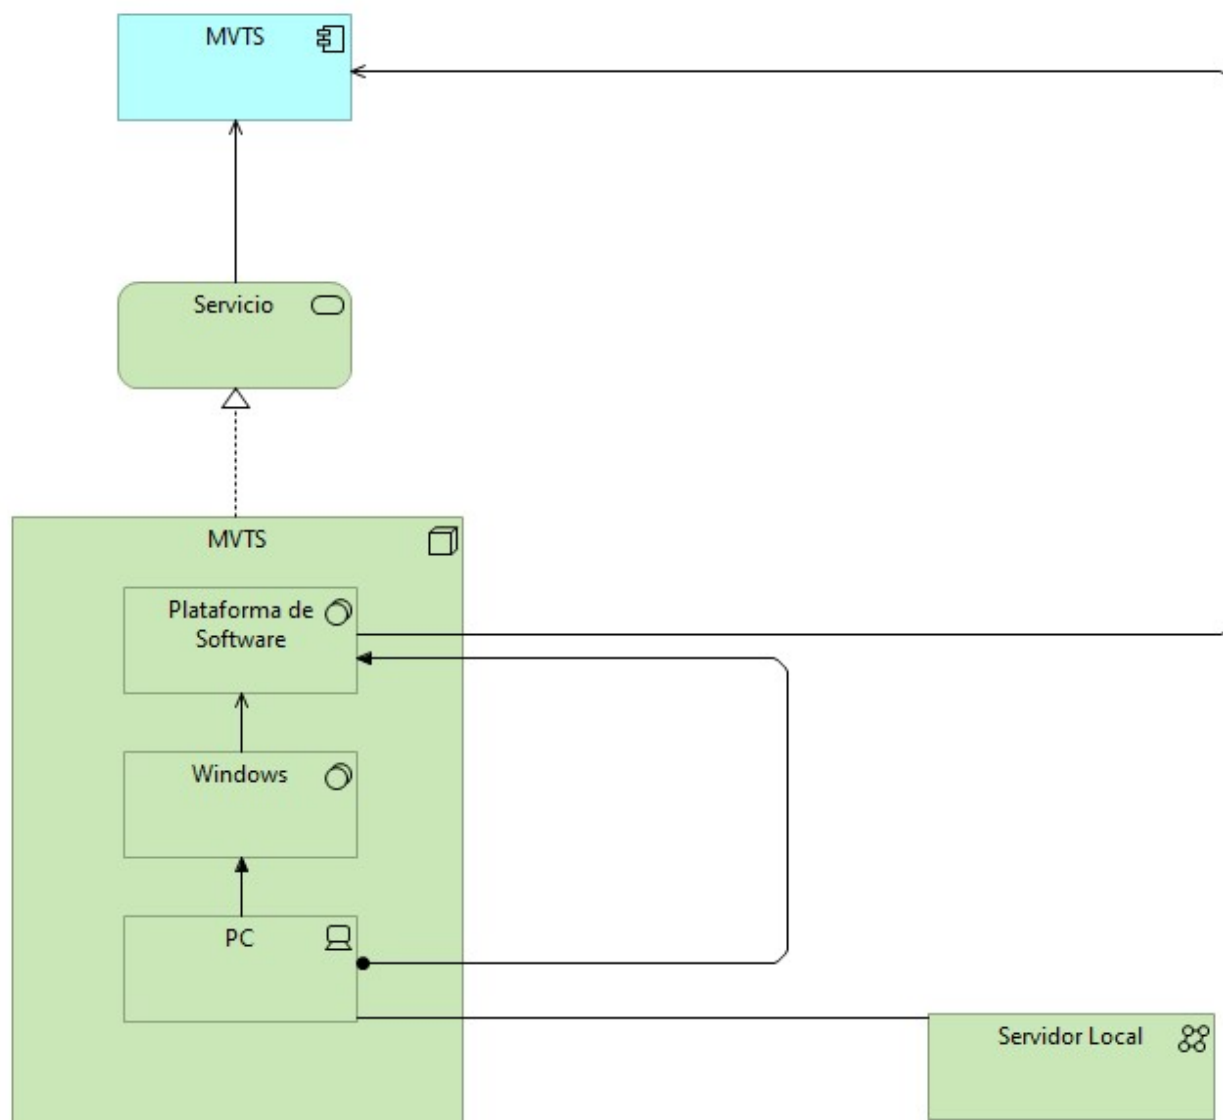 MVTS
Servicio
MVTS
Plataforma de
Software
Windows
PC
Servidor Local